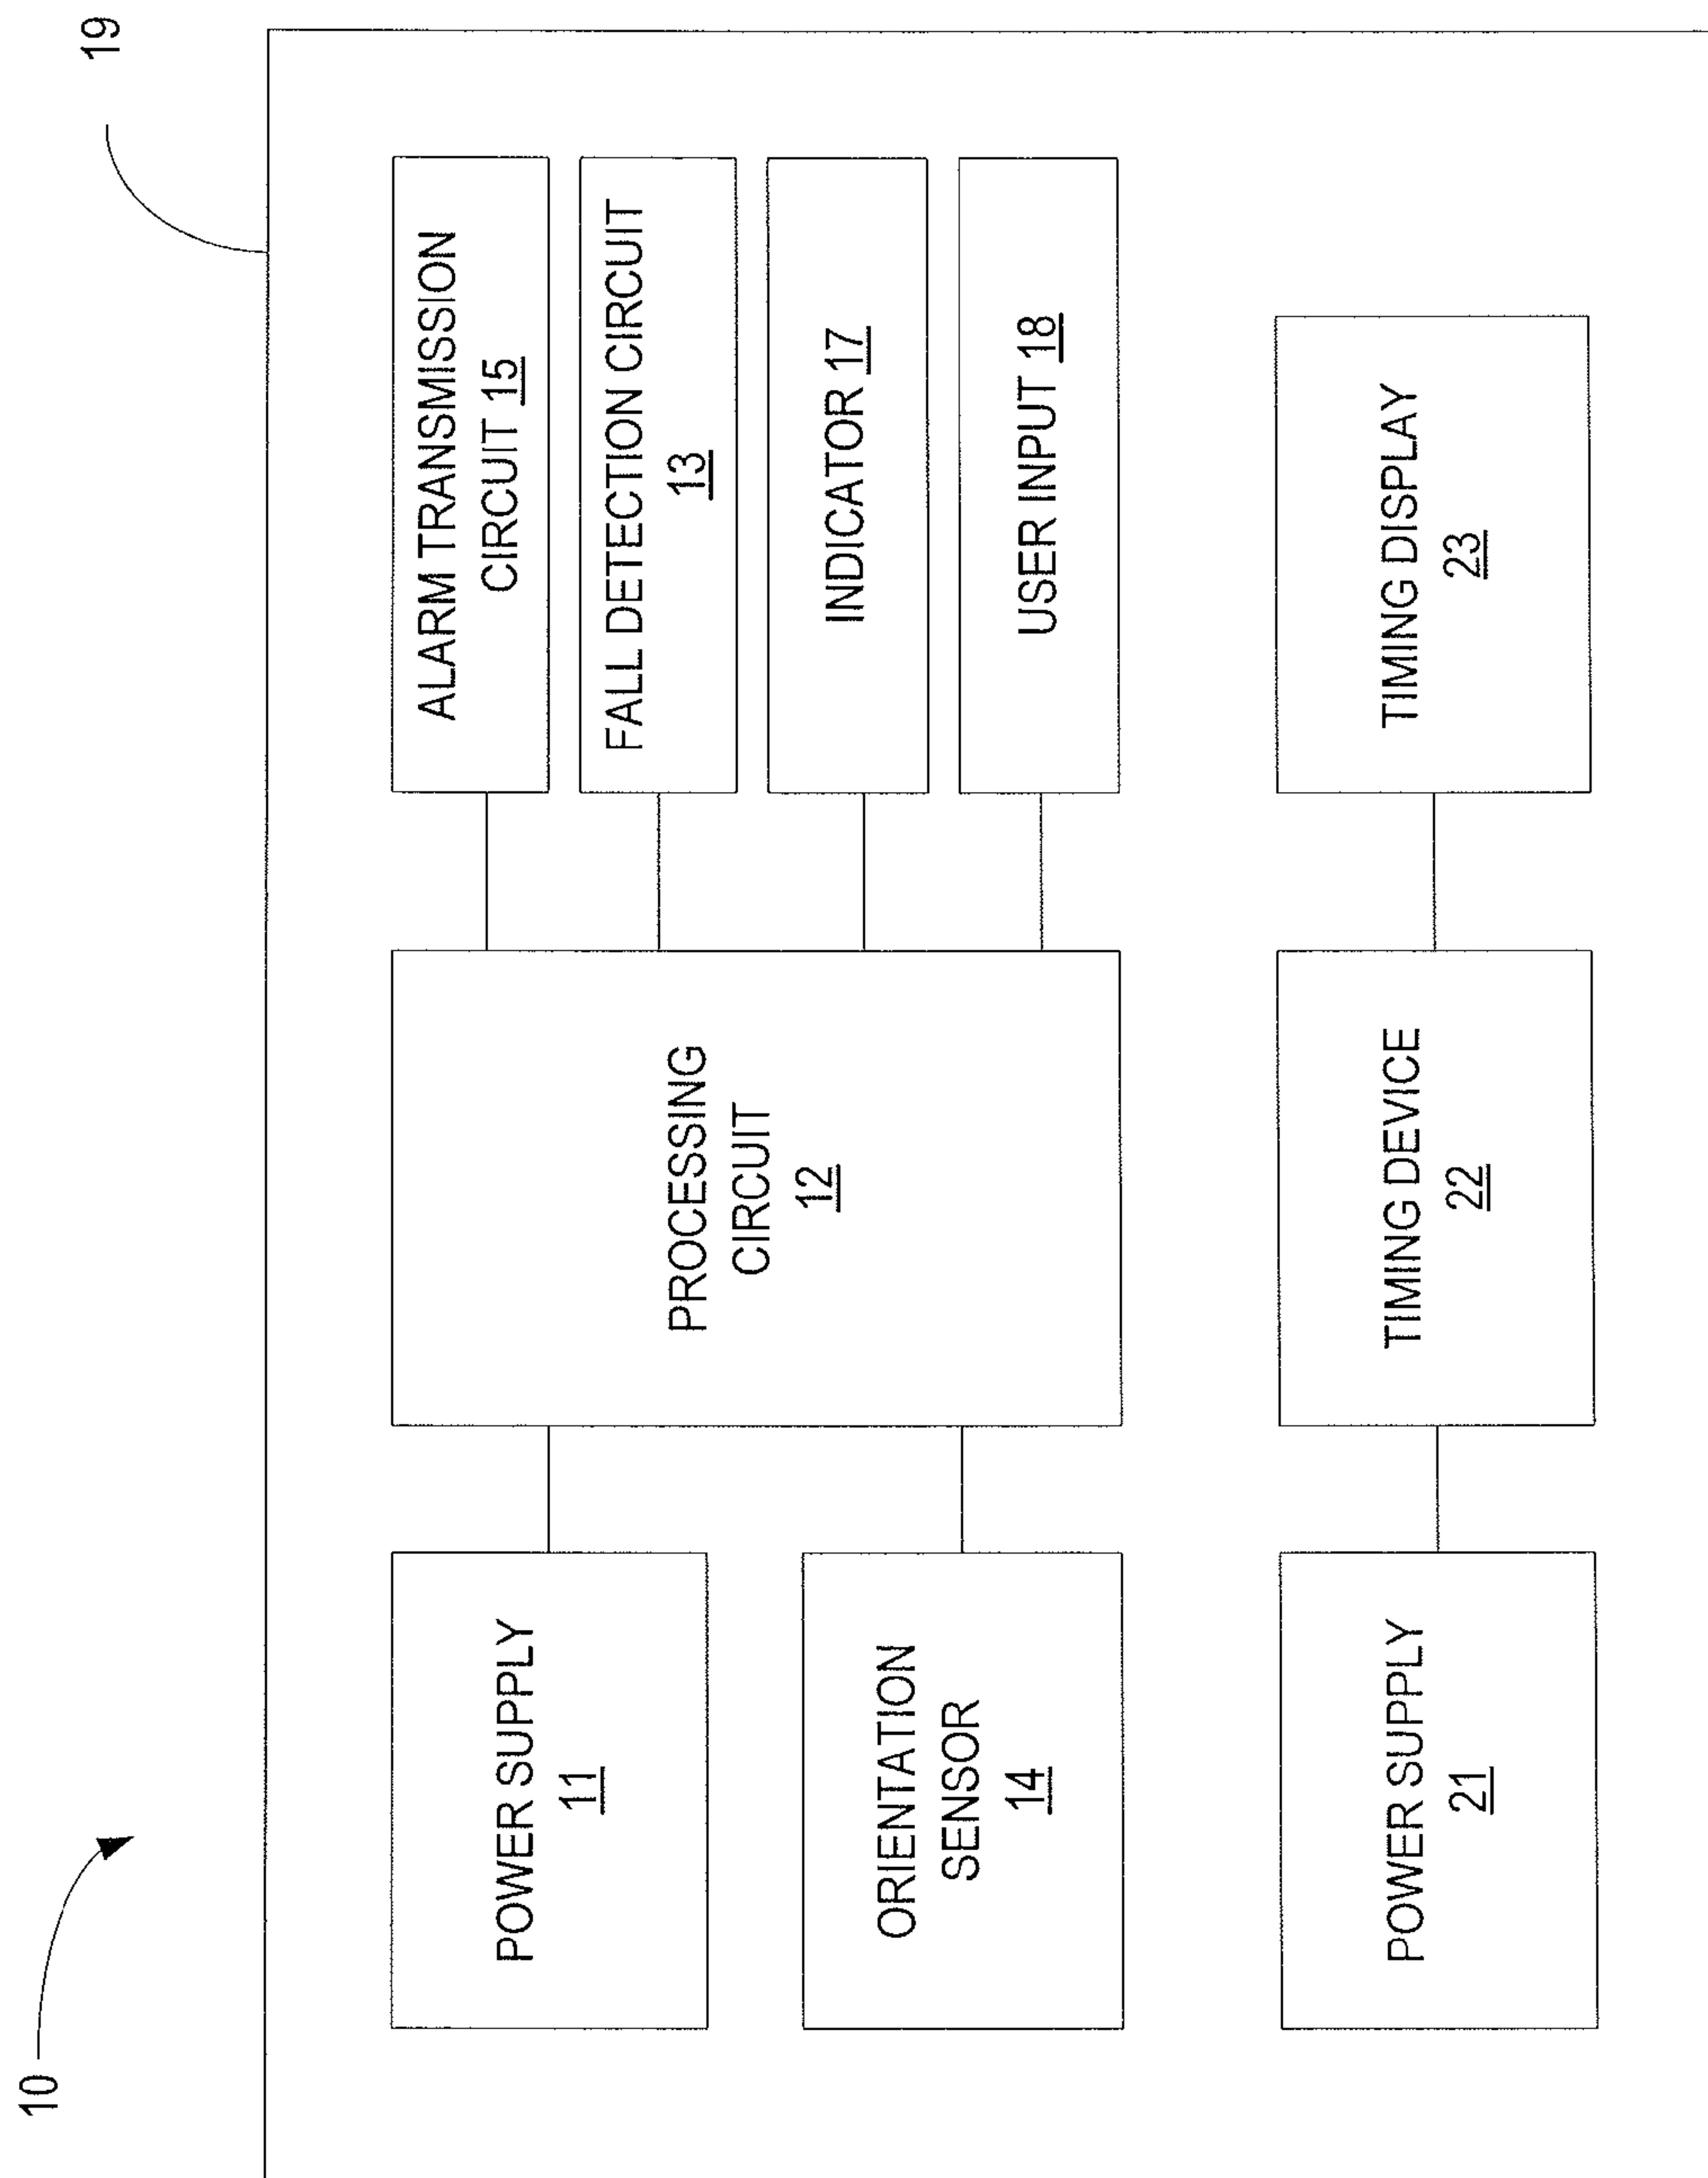 10
19
POWER SUPPLY
11
ORIENTATION
SENSOR
14
PROCESSING
CIRCUIT
12
ALARM TRANSMISSION
CIRCUIT 15
FALL DETECTION CIRCUIT
13
INDICATOR 17
USER INPUT 18
POWER SUPPLY
21
TIMING DEVICE
22
TIMING DISPLAY
23